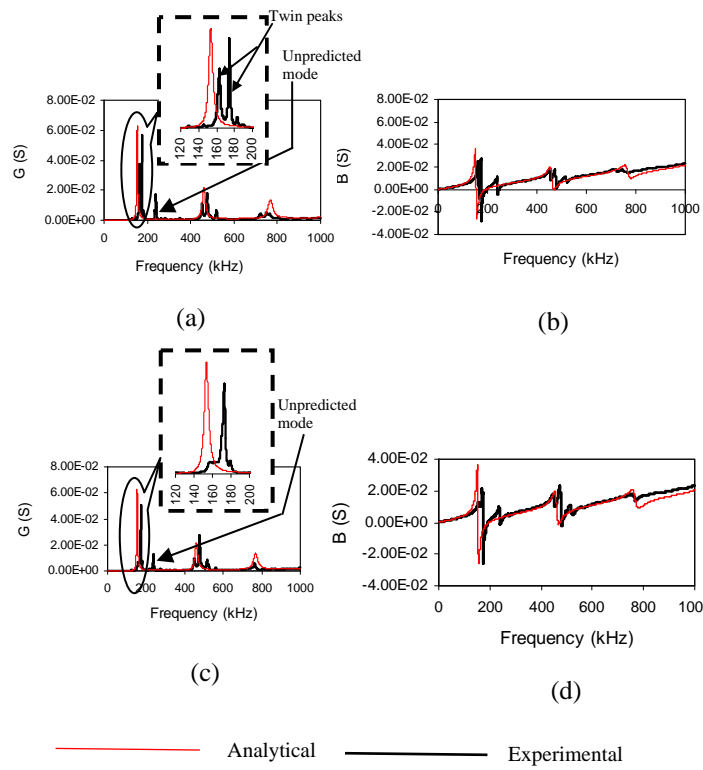 Twin peaks
Unpredicted
mode
120
140
160
180
200
8.00E-02
6.00E-02
4.00E-02
2.00E-02
0.00E+00
G (S)
0 200 400 600 800 1000
Frequency (kHz)
(a)
6.00E-02
4.00E-02
2.00E-02
0.00E+00
-2.00E-02
-4.00E-02
B (S)
0 200 400 600 800 1000
Frequency (kHz)
(b)
Unpredicted
mode
120
140
160
180
200
8.00E-02
6.00E-02
4.00E-02
2.00E-02
0.00E+00
G (S)
0 200 400 600 800 1000
Frequency (kHz)
(c)
4.00E-02
2.00E-02
0.00E+00
-2.00E-02
-4.00E-02
B (S)
0 200 400 600 800 100
Frequency (kHz)
(d)
Analytical Experimental